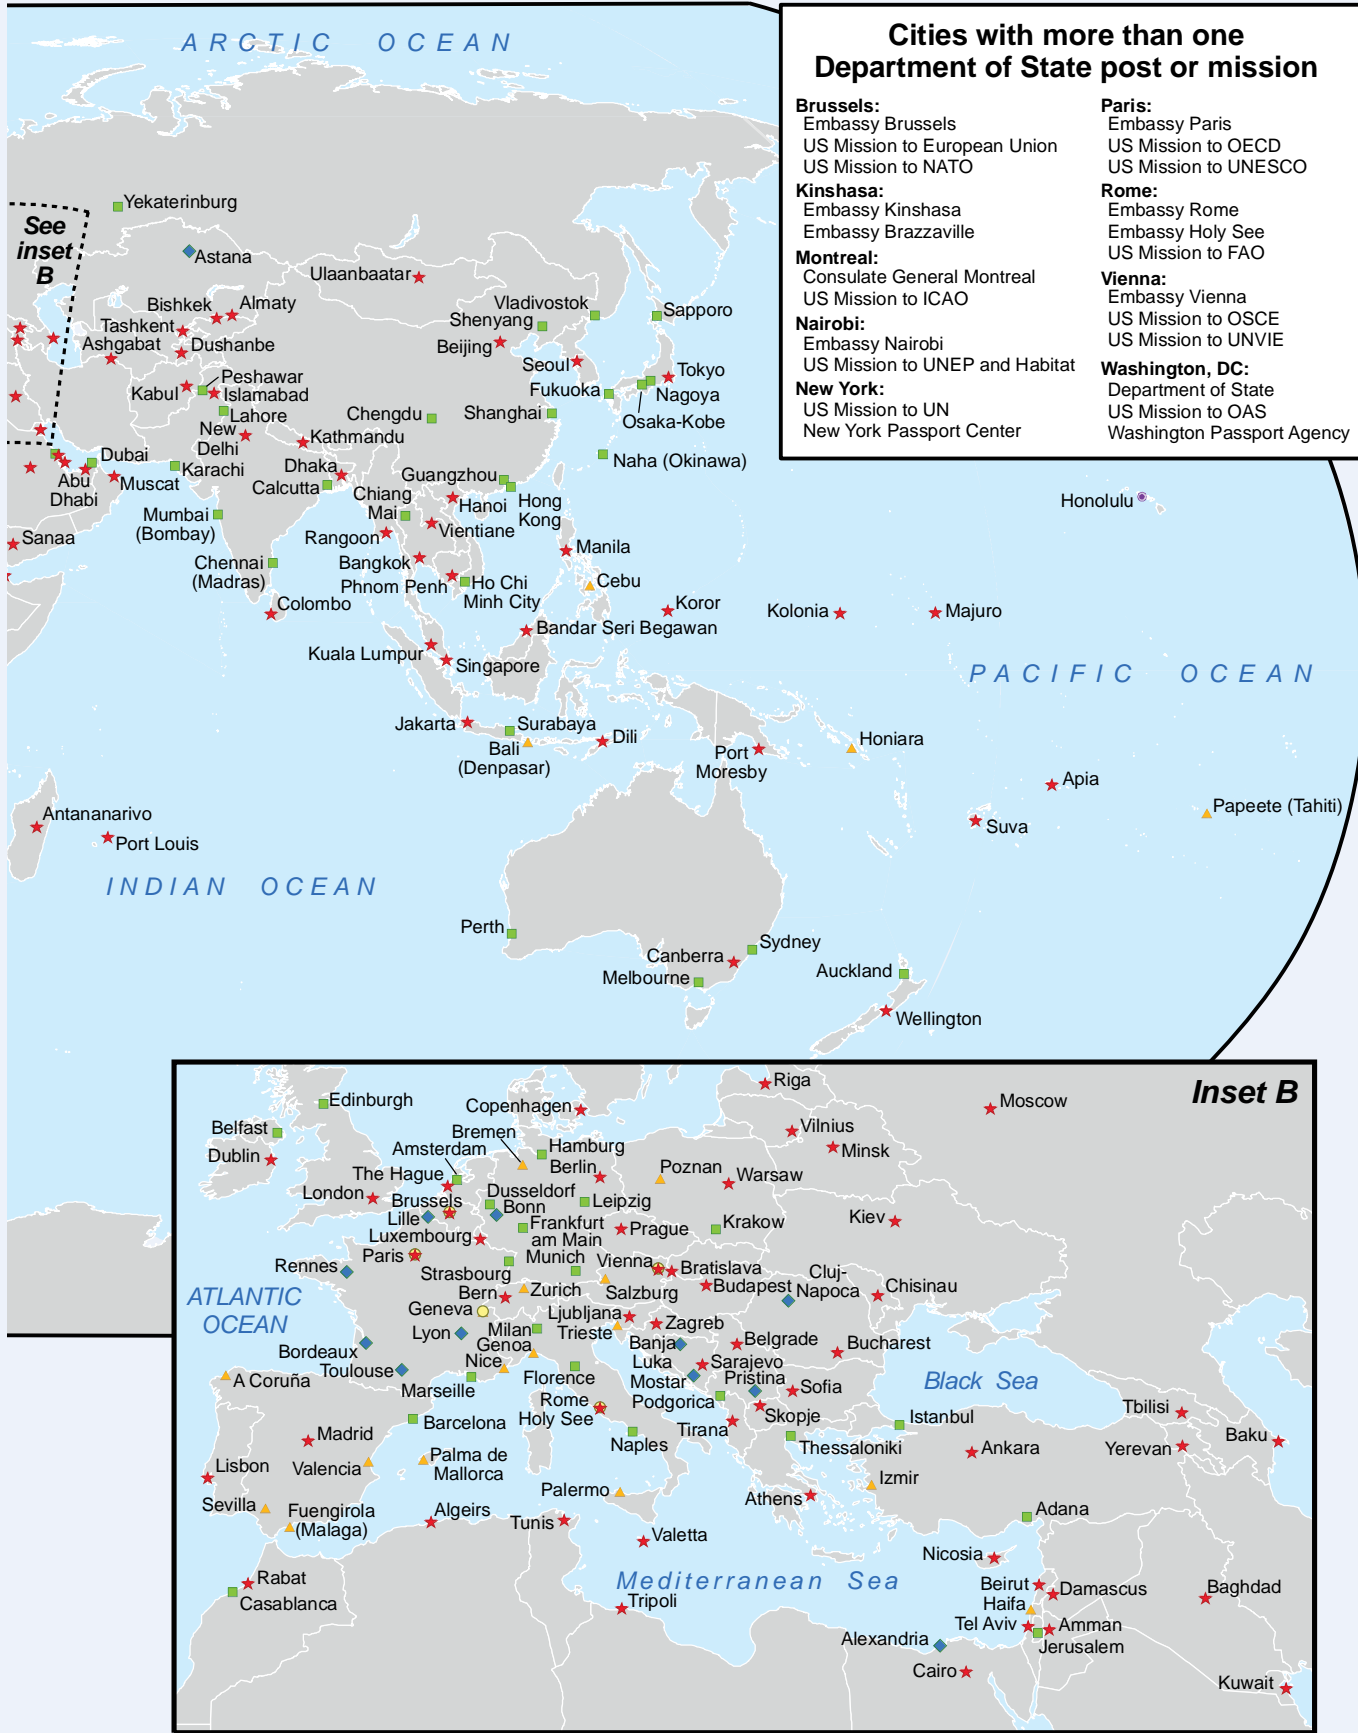 ARCTIC OCEAN
Cities with more than one
Department of State post or mission
Brussels:
Embassy Brussels
US Mission to European Union
US Mission to NATO
Kinshasa:
Embassy Kinshasa
Embassy Brazzaville
Montreal:
Consulate General Montreal
US Mission to ICAO
Nairobi:
Embassy Nairobi
US Mission to UNEP and Habitat
New York:
US Mission to UN
New York Passport Center
Paris:
Embassy Paris
US Mission to OECD
US Mission to UNESCO
Rome:
Embassy Rome
Embassy Holy See
US Mission to FAO
Vienna:
Embassy Vienna
US Mission to OSCE
US Mission to UNVIE
Washington, DC:
Department of State
US Mission to OAS
Washington Passport Agency
Yekaterinburg
See
inset
B
Astana
Ulaanbaatar
Bishkek
Almaty
Vladivostok
Sapporo
Tashkent
Shenyang
Ashgabat
Dushanbe
Beijing
Seoul
Tokyo
Peshawar
Kabul
Islamabad
Fukuoka
Nagoya
Lahore
Chengdu
Shanghai
Osaka-Kobe
New
Delhi
Kathmandu
Dubai
Karachi
Dhaka
Guangzhou
Naha (Okinawa)
Abu
Dhabi
Muscat
Calcutta
Chiang
Mai
Hanoi
Hong
Kong
Honolulu
Mumbai
(Bombay)
Vientiane
Sanaa
Rangoon
Manila
Chennai
(Madras)
Bangkok
Phnom Penh
Ho Chi
Minh City
Cebu
Colombo
Koror
Kolonia
Majuro
Bandar Seri Begawan
Kuala Lumpur
Singapore
PACIFIC OCEAN
Jakarta
Surabaya
Dili
Honiara
Bali
(Denpasar)
Port
Moresby
Apia
Antananarivo
Papeete (Tahiti)
Port Louis
Suva
INDIAN OCEAN
Perth
Sydney
Canberra
Melbourne
Auckland
Wellington
Inset B
Riga
Edinburgh
Copenhagen
Moscow
Belfast
Bremen
Vilnius
Dublin
Amsterdam
Hamburg
Minsk
The Hague
Berlin
Poznan
Warsaw
London
Brussels
Dusseldorf
Leipzig
Lille
Bonn
Kiev
Luxembourg
Frankfurt
am Main
Prague
Krakow
Paris
Munich
Vienna
Bratislava
Rennes
Strasbourg
Budapest
Cluj-
Napoca
Chisinau
Bern
Zurich
Salzburg
ATLANTIC
OCEAN
Geneva
Ljubljana
Lyon
Milan
Trieste
Zagreb
Bordeaux
Genoa
Banja
Luka
Belgrade
Bucharest
Toulouse
Nice
Sarajevo
A Coruña
Marseille
Florence
Mostar
Pristina
Sofia
Black Sea
Rome
Holy See
Podgorica
Skopje
Istanbul
Tbilisi
Barcelona
Tirana
Madrid
Naples
Thessaloniki
Ankara
Yerevan
Baku
Lisbon
Valencia
Palma de
Mallorca
Izmir
Sevilla
Palermo
Athens
Fuengirola
(Malaga)
Algeirs
Tunis
Adana
Valetta
Nicosia
Rabat
Mediterranean Sea
Beirut
Damascus
Baghdad
Casablanca
Tripoli
Haifa
Tel Aviv
Amman
Alexandria
Jerusalem
Cairo
Kuwait